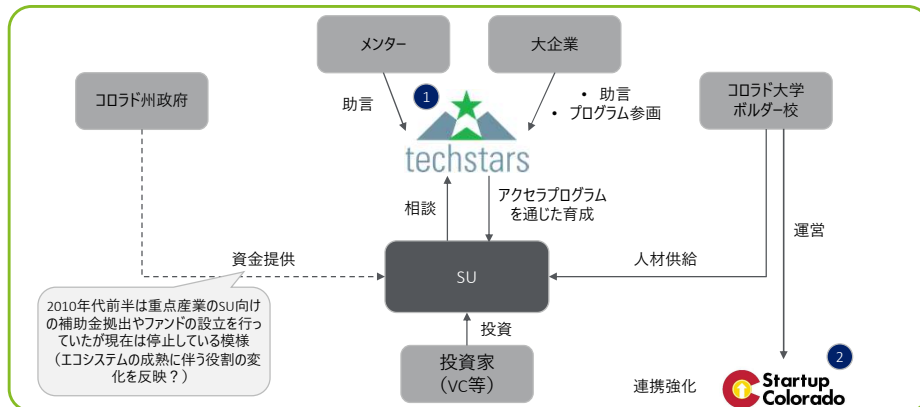 メンター
大企業
コロラド州政府
助言
1
• 助言
• プログラム参画
コロラド大学
ボルダー校
techstars
相談
アクセラプログラム
を通じた育成
運営
資金提供
SU
人材供給
2010年代前半は重点産業のSU向け
の補助金拠出やファンドの設立を行っ
ていたが現在は停止している模様
（エコシステムの成熟に伴う役割の変
化を反映？）
投資
投資家
（VC等）
連携強化
2
Startup
Colorado